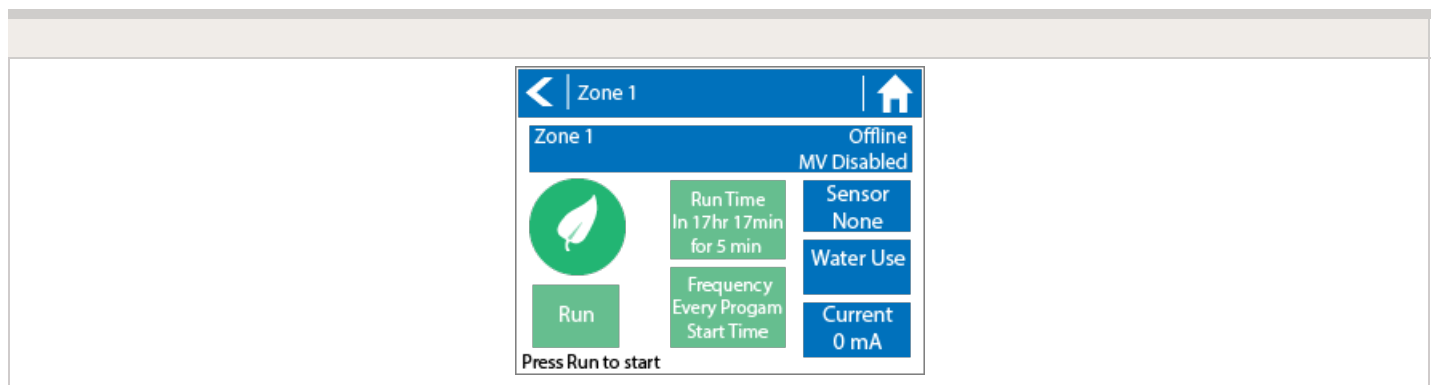 Zone 1
Zone 1
Offline
MV Disabled
Run Time
In 17hr 17min
for 5 min
Sensor
None
Water Use
Frequency
Every Progam
Start Time
Run
Current
0 mA
Press Run to start